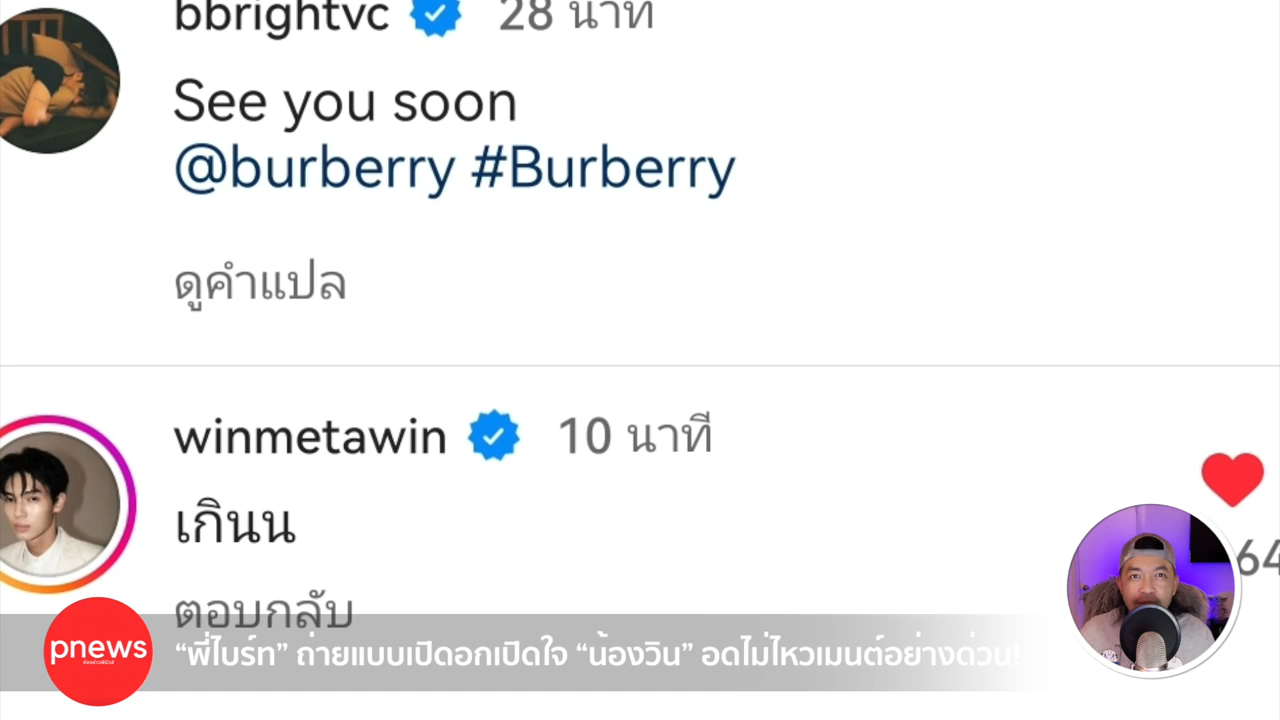 bbrightvc 28 นาที
See you soon
@burberry #Burberry
ดูคำแปล
winmetawin 10 นาที
เกินน
64
ตอบกลับ
pnews
“พี่ไบร์ท” ถ่ายแบบเปิดอกเปิดใจ “น้องวิน” อดไม่ไหวเมนต์อย่างด่วน!